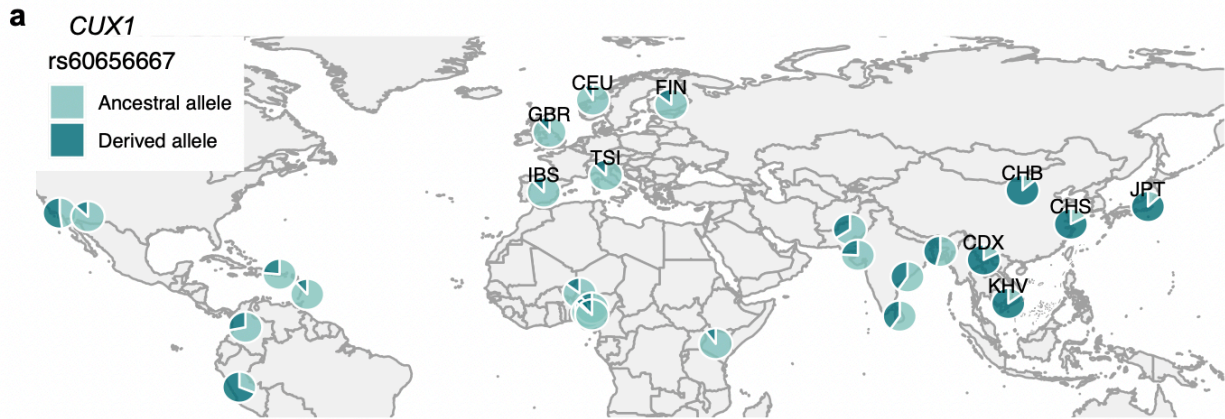 a
CUX1
rs60656667
Ancestral allele
Derived allele
CEU
FIN
GBR
TSI
IBS
CHB
JPT
CHS
CDX
KHV